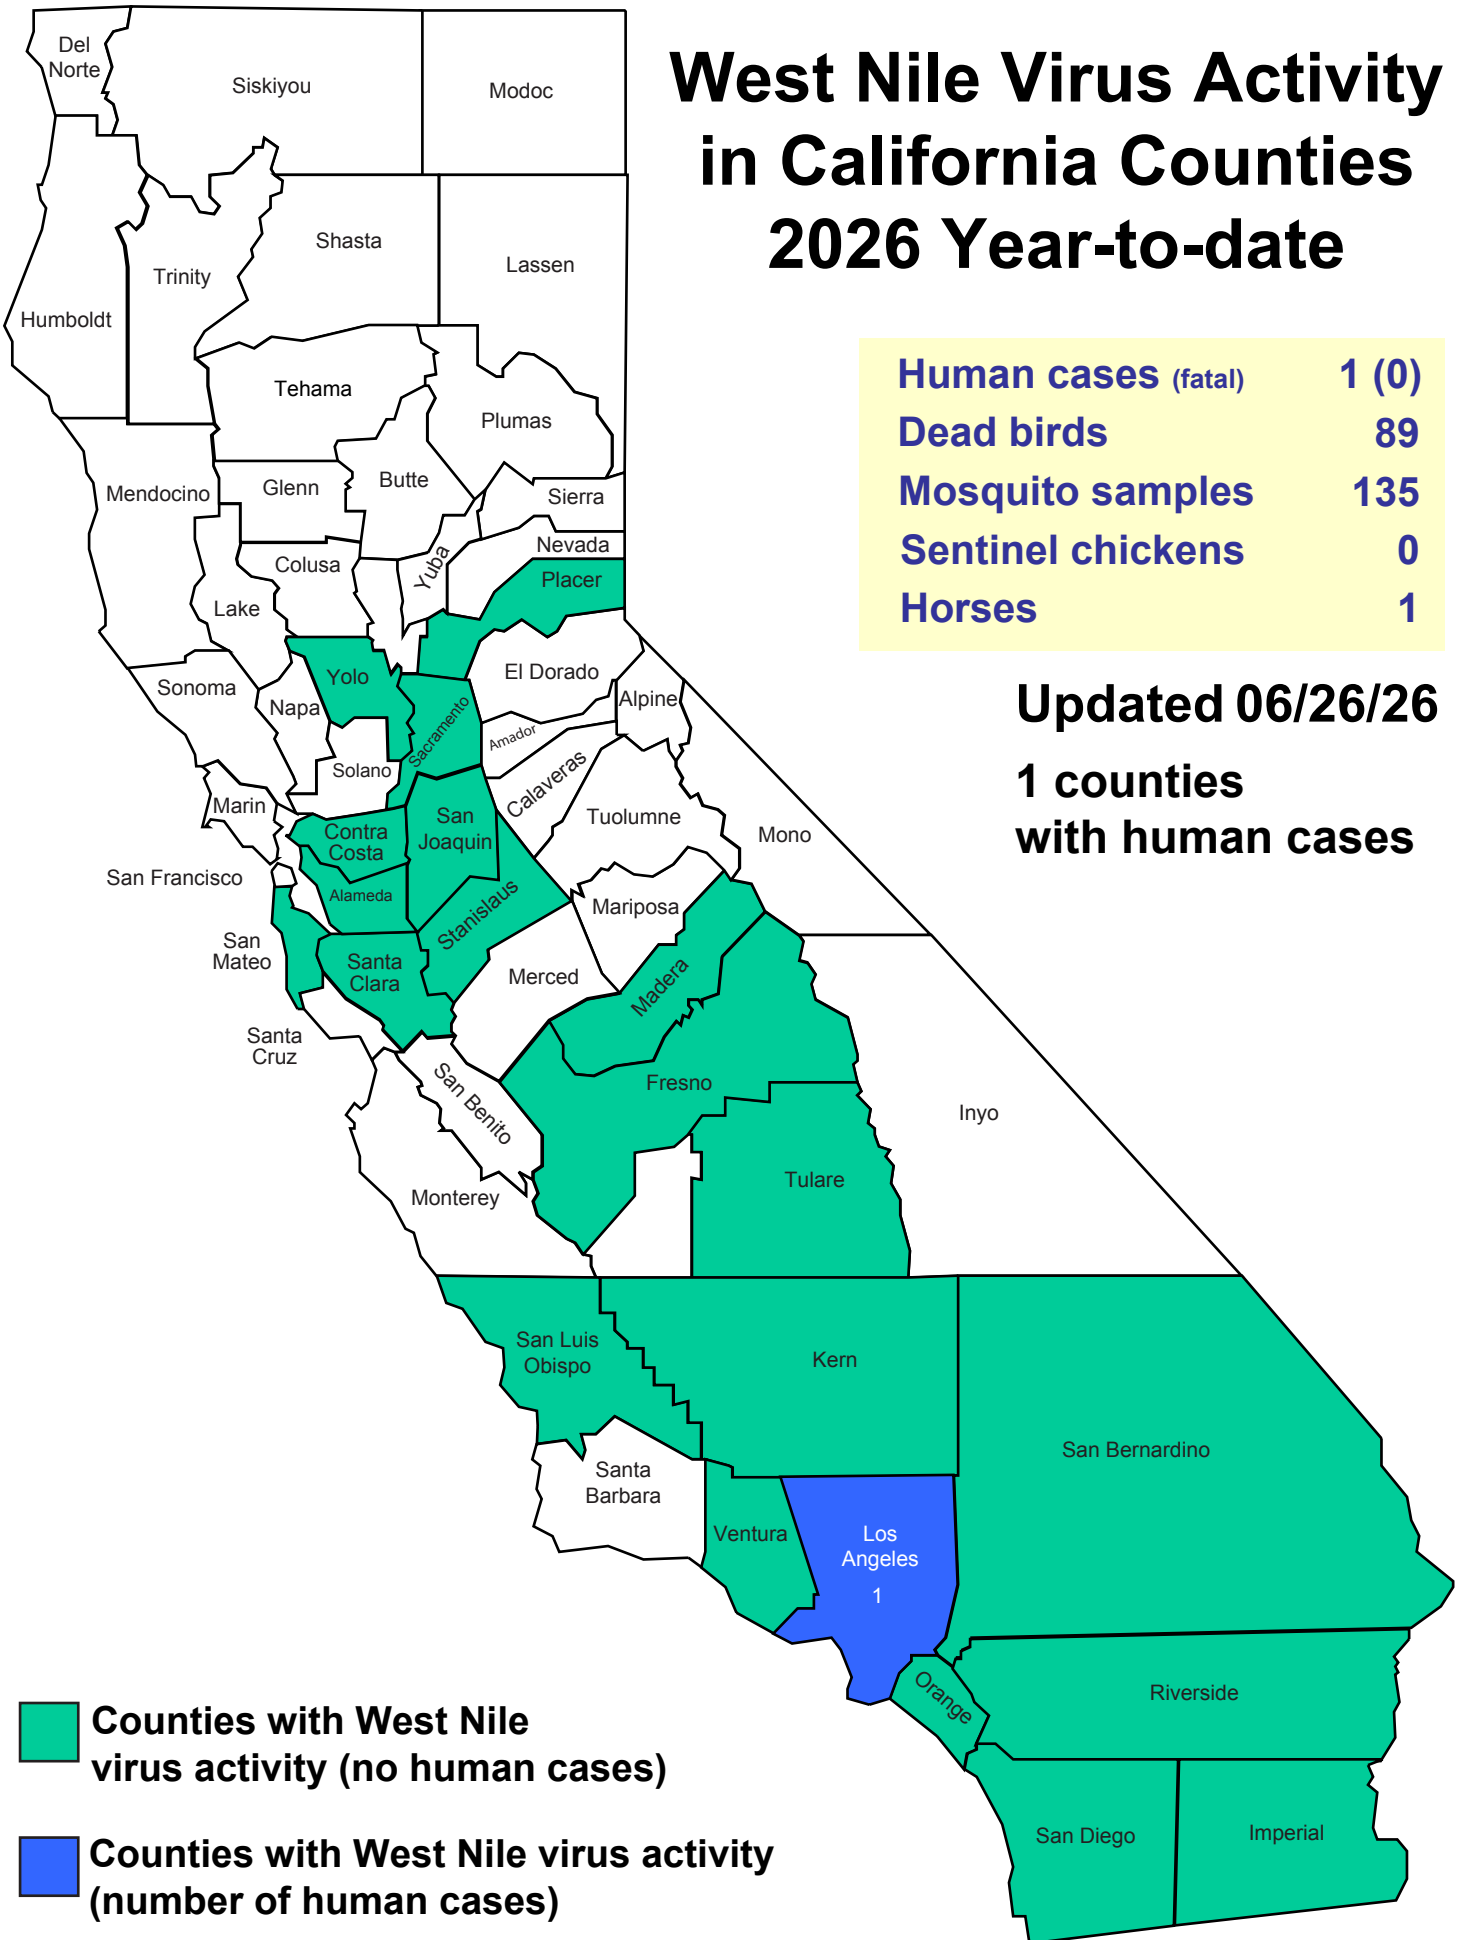 West Nile Virus Activity
in California Counties
2026 Year-to-date
Human cases (fatal) 1 (0)
Dead birds 89
Mosquito samples 135
Sentinel chickens 0
Horses 1
Updated 06/26/26
1 counties
with human cases
Del
Norte
Siskiyou
Modoc
Shasta
Lassen
Trinity
Humboldt
Tehama
Plumas
Butte
Glenn
Mendocino
Sierra
Nevada
Yuba
Colusa
Placer
Lake
El Dorado
Yolo
Sonoma
Napa
Alpine
Sacramento
Amador
Solano
Calaveras
Marin
Contra
Costa
San
Joaquin
Tuolumne
Mono
San Francisco
Alameda
Stanislaus
Mariposa
San
Mateo
Santa
Clara
Merced
Madera
Santa
Cruz
San Benito
Fresno
Inyo
Monterey
Tulare
San Luis
Obispo
Kern
San Bernardino
Santa
Barbara
Ventura
Los
Angeles
1
Orange
Riverside
San Diego
Imperial
Counties with West Nile
virus activity (no human cases)
Counties with West Nile virus activity
(number of human cases)